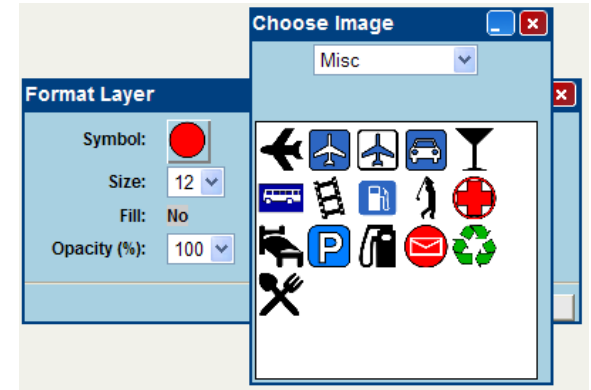 Choose Image
Misc
Format Layer
Symbol:
Size: 12
Fill: No
Opacity (%): 100
P